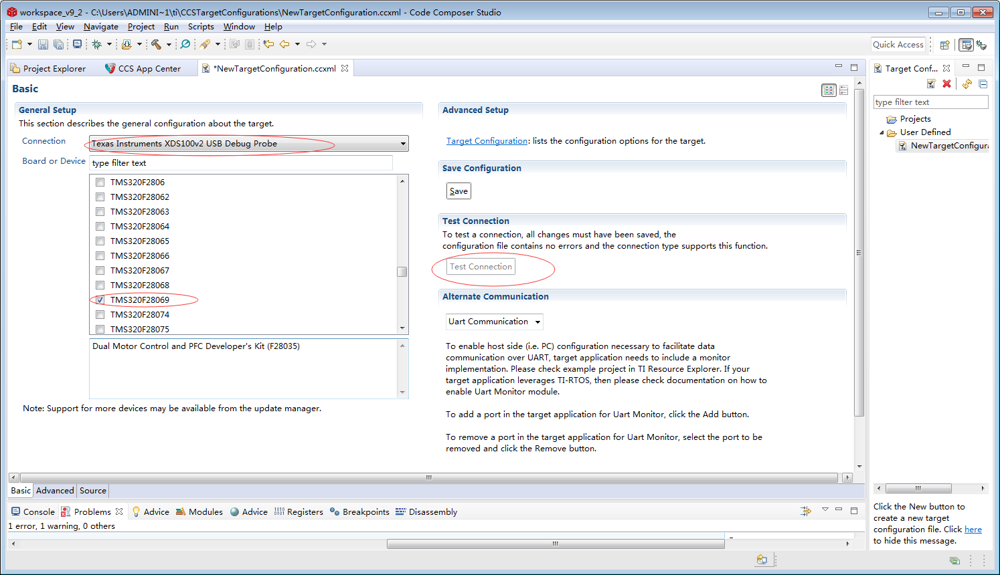 workspace_v9_2 - C:\Users\ADMINI~1\ti\CCSTargetConfigurations\NewTargetConfiguration.ccxml - Code Composer Studio
File Edit View Navigate Project Run Scripts Window Help
Quick Access
Project Explorer CCS App Center *NewTargetConfiguration.ccxml
Basic
General Setup
This section describes the general configuration about the target.
Connection Texas Instruments XDS100v2 USB Debug Probe
Board or Device type filter text
TMS320F2806
TMS320F28062
TMS320F28063
TMS320F28064
TMS320F28065
TMS320F28066
TMS320F28067
TMS320F28068
TMS320F28069
TMS320F28074
TMS320F28075
Dual Motor Control and PFC Developer's Kit (F28035)
Note: Support for more devices may be available from the update manager.
Advanced Setup
Target Configuration: lists the configuration options for the target.
Save Configuration
Save
Test Connection
To test a connection, all changes must have been saved, the
configuration file contains no errors and the connection type supports this function.
Test Connection
Alternate Communication
Uart Communication
To enable host side (i.e. PC) configuration necessary to facilitate data
communication over UART, target application needs to include a monitor
implementation. Please check example project in TI Resource Explorer. If your
target application leverages TI-RTOS, then please check documentation on how to
enable Uart Monitor module.
To add a port in the target application for Uart Monitor, click the Add button.
To remove a port in the target application for Uart Monitor, select the port to be
removed and click the Remove button.
Basic Advanced Source
Console Problems Advice Modules Advice Registers Breakpoints Disassembly
1 error, 1 warning, 0 others
Target Conf...
type filter text
Projects
User Defined
NewTargetConfigura
Click the New button to
create a new target
configuration file. Click here
to hide this message.